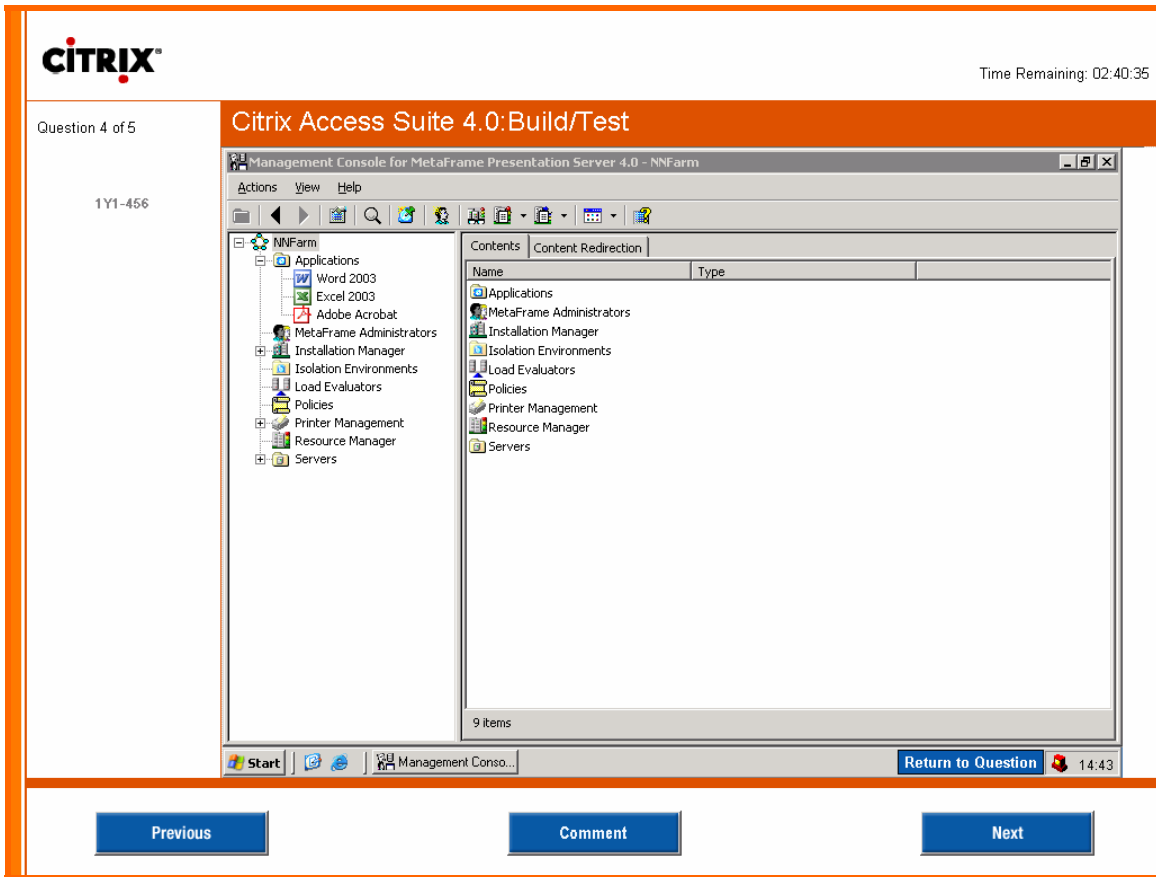 CİTRIX®
Time Remaining: 02:40:35
Question 4 of 5
Citrix Access Suite 4.0:Build/Test
1Y1-456
Management Console for MetaFrame Presentation Server 4.0 - NNFarm
Actions View Help
NNFarm
Applications
Word 2003
Excel 2003
Adobe Acrobat
MetaFrame Administrators
Installation Manager
Isolation Environments
Load Evaluators
Policies
Printer Management
Resource Manager
Servers
Contents Content Redirection
Name Type
Applications
MetaFrame Administrators
Installation Manager
Isolation Environments
Load Evaluators
Policies
Printer Management
Resource Manager
Servers
9 items
Start Management Conso... Return to Question 14:43
Previous Comment Next